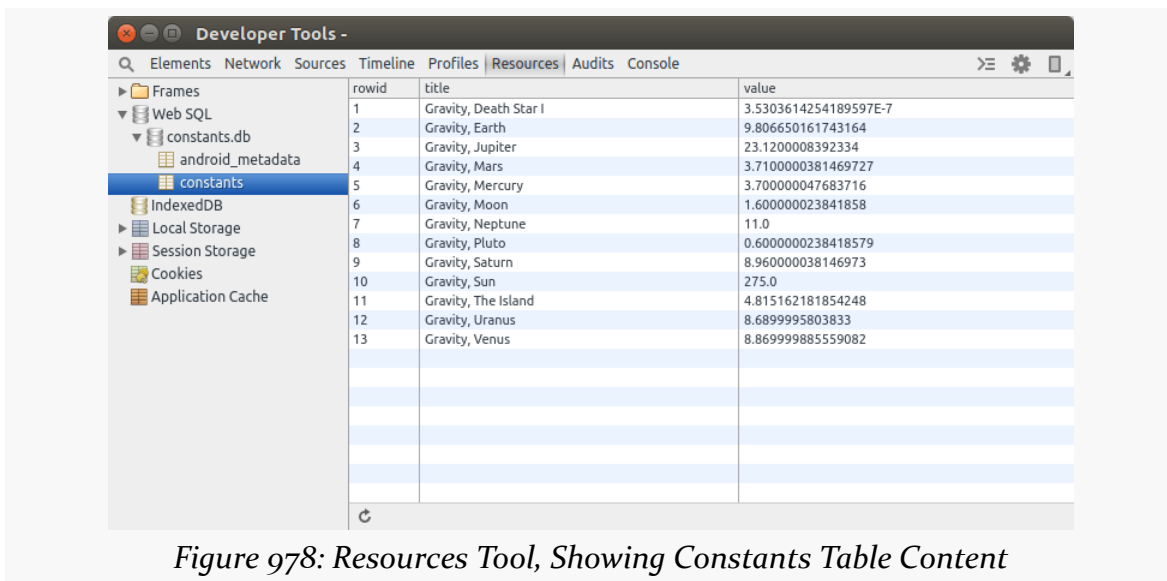 Developer Tools -
Elements Network Sources Timeline Profiles Resources Audits Console
Frames
Web SQL
constants.db
android_metadata
constants
IndexedDB
Local Storage
Session Storage
Cookies
Application Cache
rowid title value
1 Gravity, Death Star I 3.5303614254189597E-7
2 Gravity, Earth 9.806650161743164
3 Gravity, Jupiter 23.1200008392334
4 Gravity, Mars 3.7100000381469727
5 Gravity, Mercury 3.700000047683716
6 Gravity, Moon 1.600000023841858
7 Gravity, Neptune 11.0
8 Gravity, Pluto 0.6000000238418579
9 Gravity, Saturn 8.960000038146973
10 Gravity, Sun 275.0
11 Gravity, The Island 4.815162181854248
12 Gravity, Uranus 8.6899995803833
13 Gravity, Venus 8.869999885559082
Figure 978: Resources Tool, Showing Constants Table Content